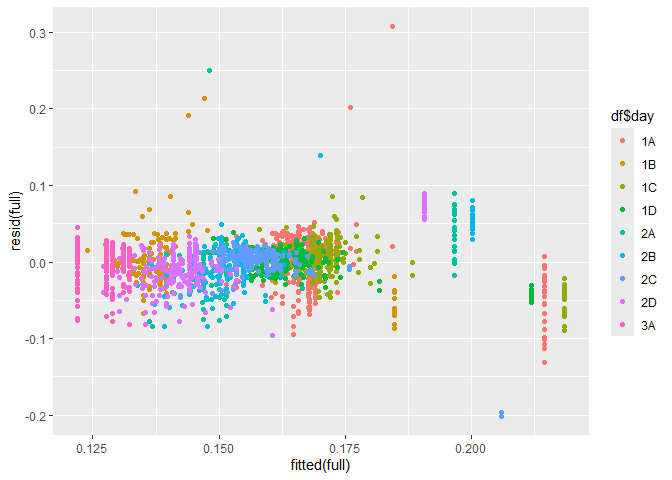 0.3
0.2
0.1
0.0
-0.1
-0.2
resid(full)
0.125
0.150
0.175
0.200
fitted(full)
df$day
1A
1B
1C
1D
2A
2B
2C
2D
3A